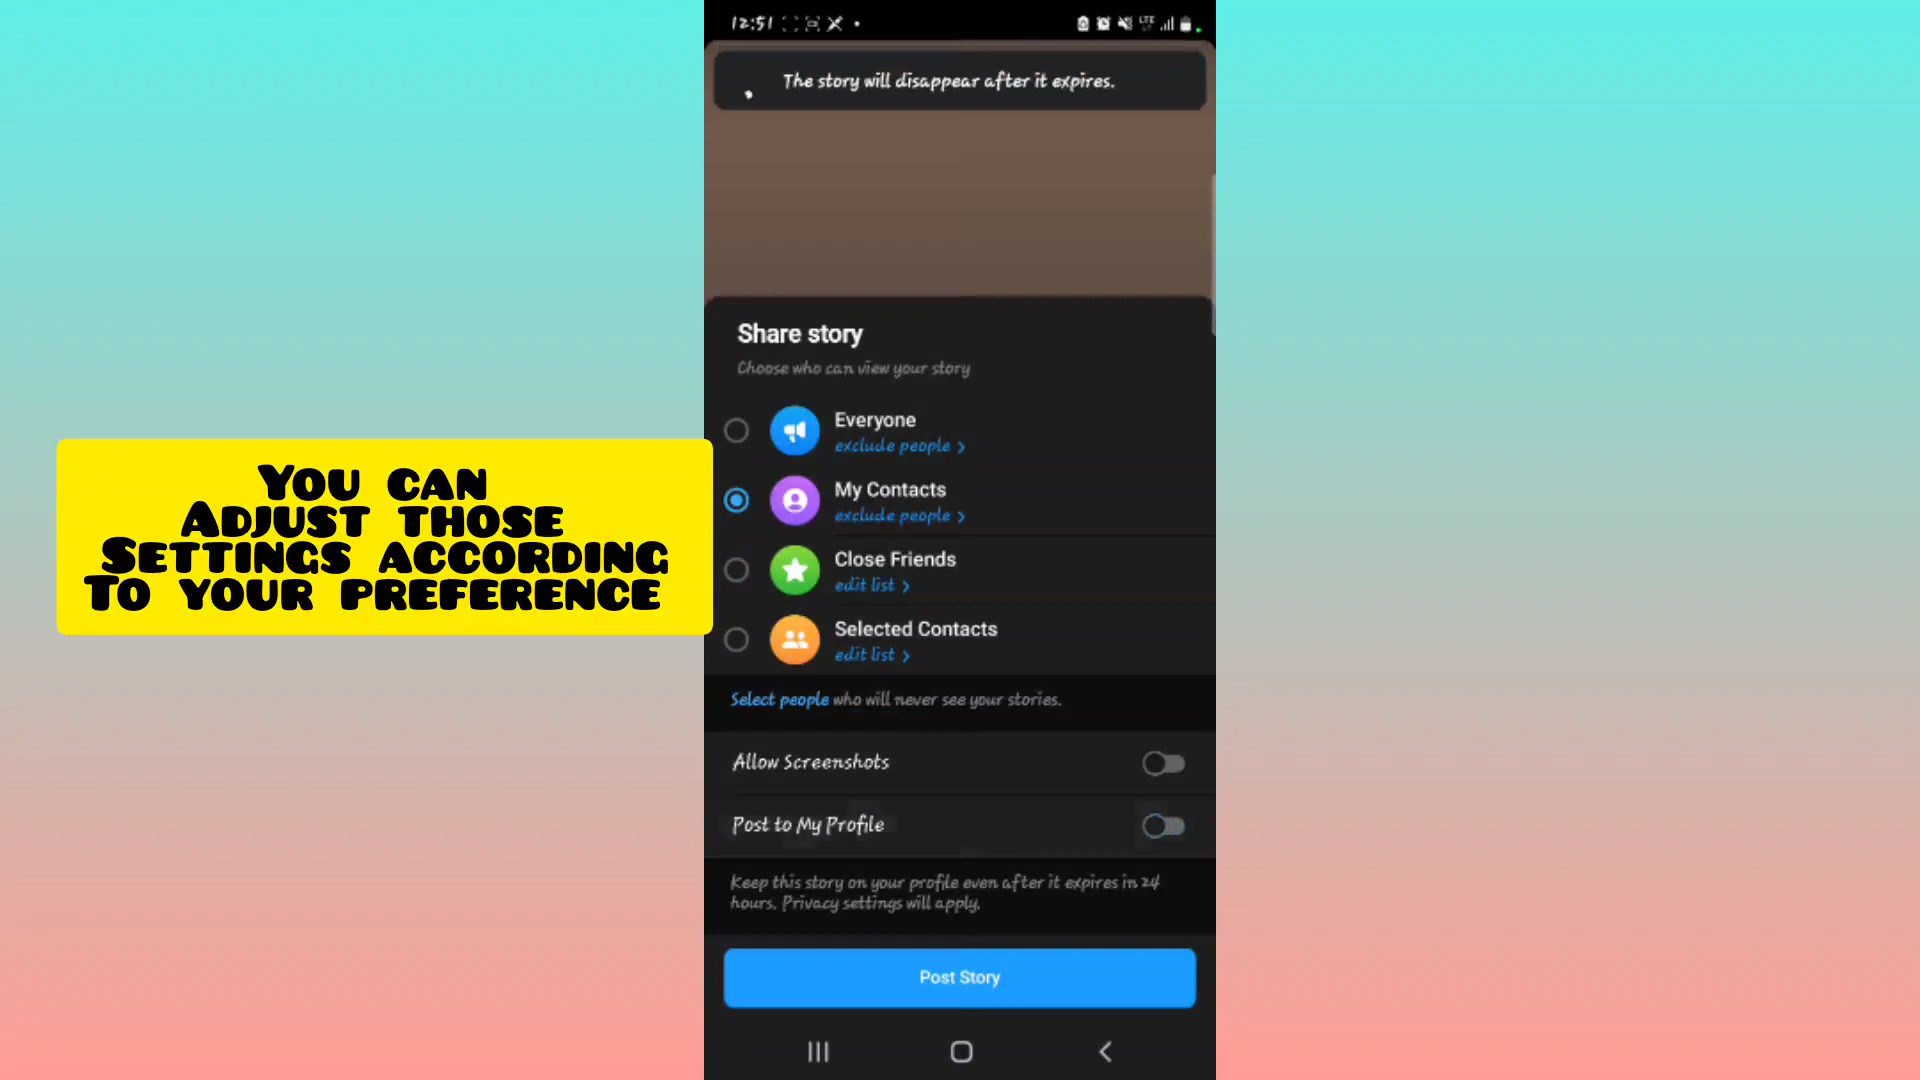 12:51
LTE
The story will disappear after it expires.
Share story
Choose who can view your story
Everyone
exclude people >
My Contacts
exclude people >
Close Friends
edit list >
Selected Contacts
edit list >
Select people who will never see your stories.
Allow Screenshots
Post to My Profile
Keep this story on your profile even after it expires in 24
hours. Privacy settings will apply.
Post Story
You can
Adjust those
Settings according
To your preference